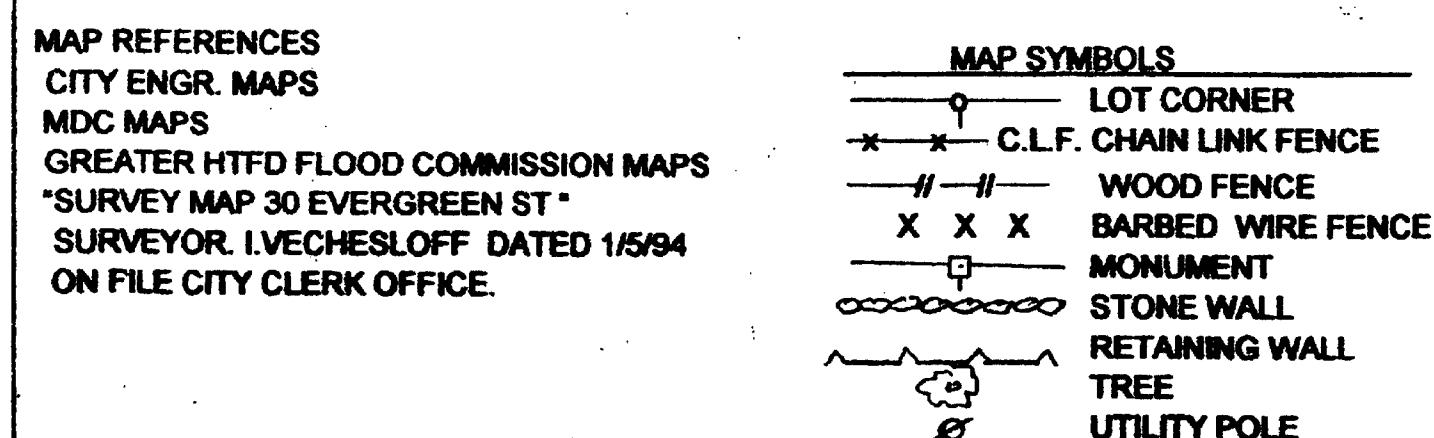 MAP REFERENCES
CITY ENGR. MAPS
MDC MAPS
GREATER HTFD FLOOD COMMISSION MAPS
"SURVEY MAP 30 EVERGREEN ST "
SURVEYOR. I.VECHESLOFF DATED 1/5/94
ON FILE CITY CLERK OFFICE.
MAP SYMBOLS
LOT CORNER
C.L.F. CHAIN LINK FENCE
WOOD FENCE
X X X BARBED WIRE FENCE
MONUMENT
STONE WALL
RETAINING WALL
TREE
UTILITY POLE